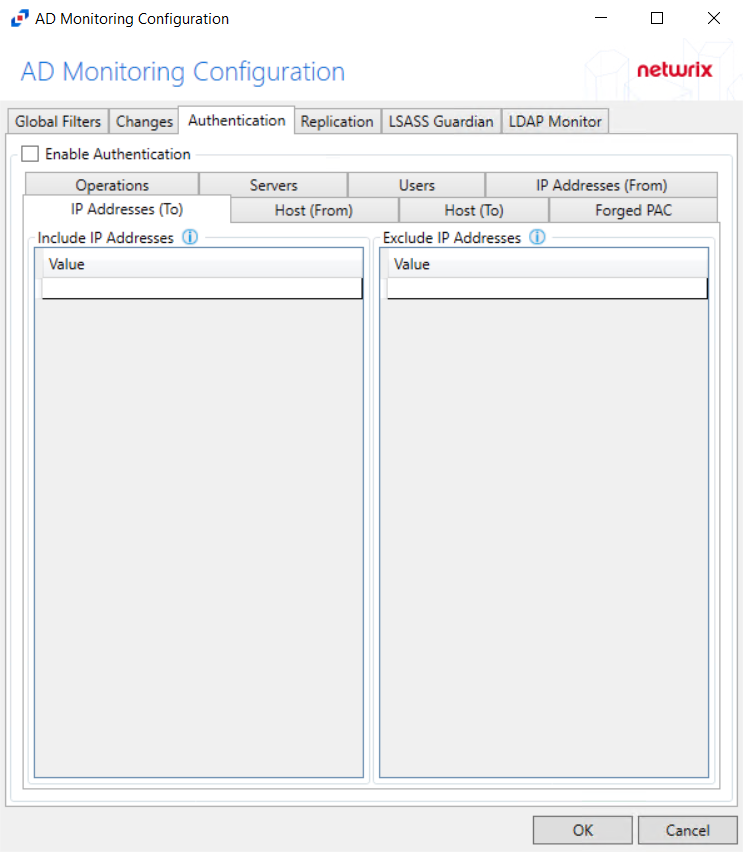 AD Monitoring Configuration
AD Monitoring Configuration
netwrix
Global Filters Changes Authentication Replication LSASS Guardian LDAP Monitor
Enable Authentication
Operations Servers Users IP Addresses (From)
IP Addresses (To) Host (From) Host (To) Forged PAC
Include IP Addresses Exclude IP Addresses
Value Value
OK Cancel